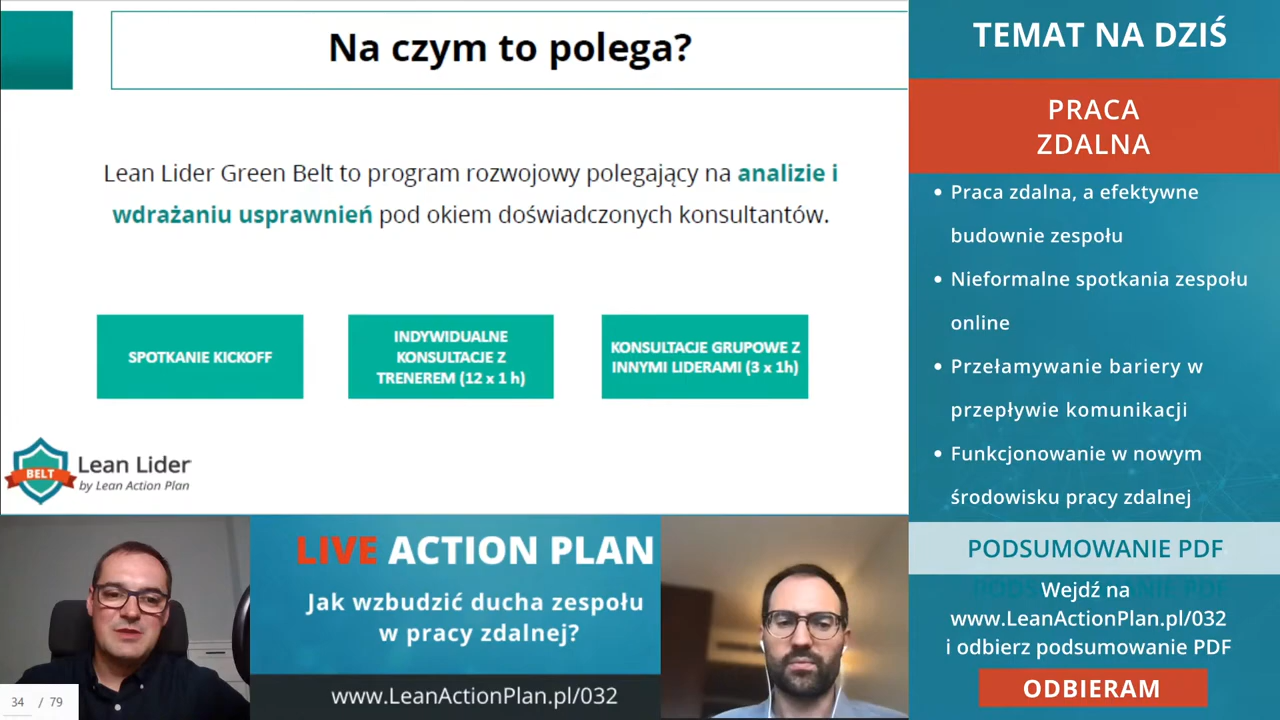 Na czym to polega?
Lean Lider Green Belt to program rozwojowy polegający na analizie i
wdrażaniu usprawnień pod okiem doświadczonych konsultantów.
SPOTKANIE KICKOFF
INDYWIDUALNE
KONSULTACJE Z
TRENEREM (12 x 1 h)
KONSULTACJE GRUPOWE Z
INNYMI LIDERAMI (3 x 1h)
BELT
Lean Lider
by Lean Action Plan
34 / 79
LIVE ACTION PLAN
Jak wzbudzić ducha zespołu
w pracy zdalnej?
www.LeanActionPlan.pl/032
TEMAT NA DZIŚ
PRACA
ZDALNA
• Praca zdalna, a efektywne
budownie zespołu
• Nieformalne spotkania zespołu
online
• Przełamywanie bariery w
przepływie komunikacji
• Funkcjonowanie w nowym
środowisku pracy zdalnej
PODSUMOWANIE PDF
Wejdź na
www.LeanActionPlan.pl/032
i odbierz podsumowanie PDF
ODBIERAM